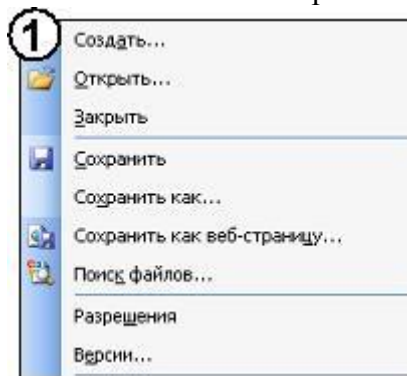 1
Создать...
Открыть...
Закрыть
Сохранить
Сохранить как...
Сохранить как веб-страницу...
Поиск файлов...
Разрешения
Версии...